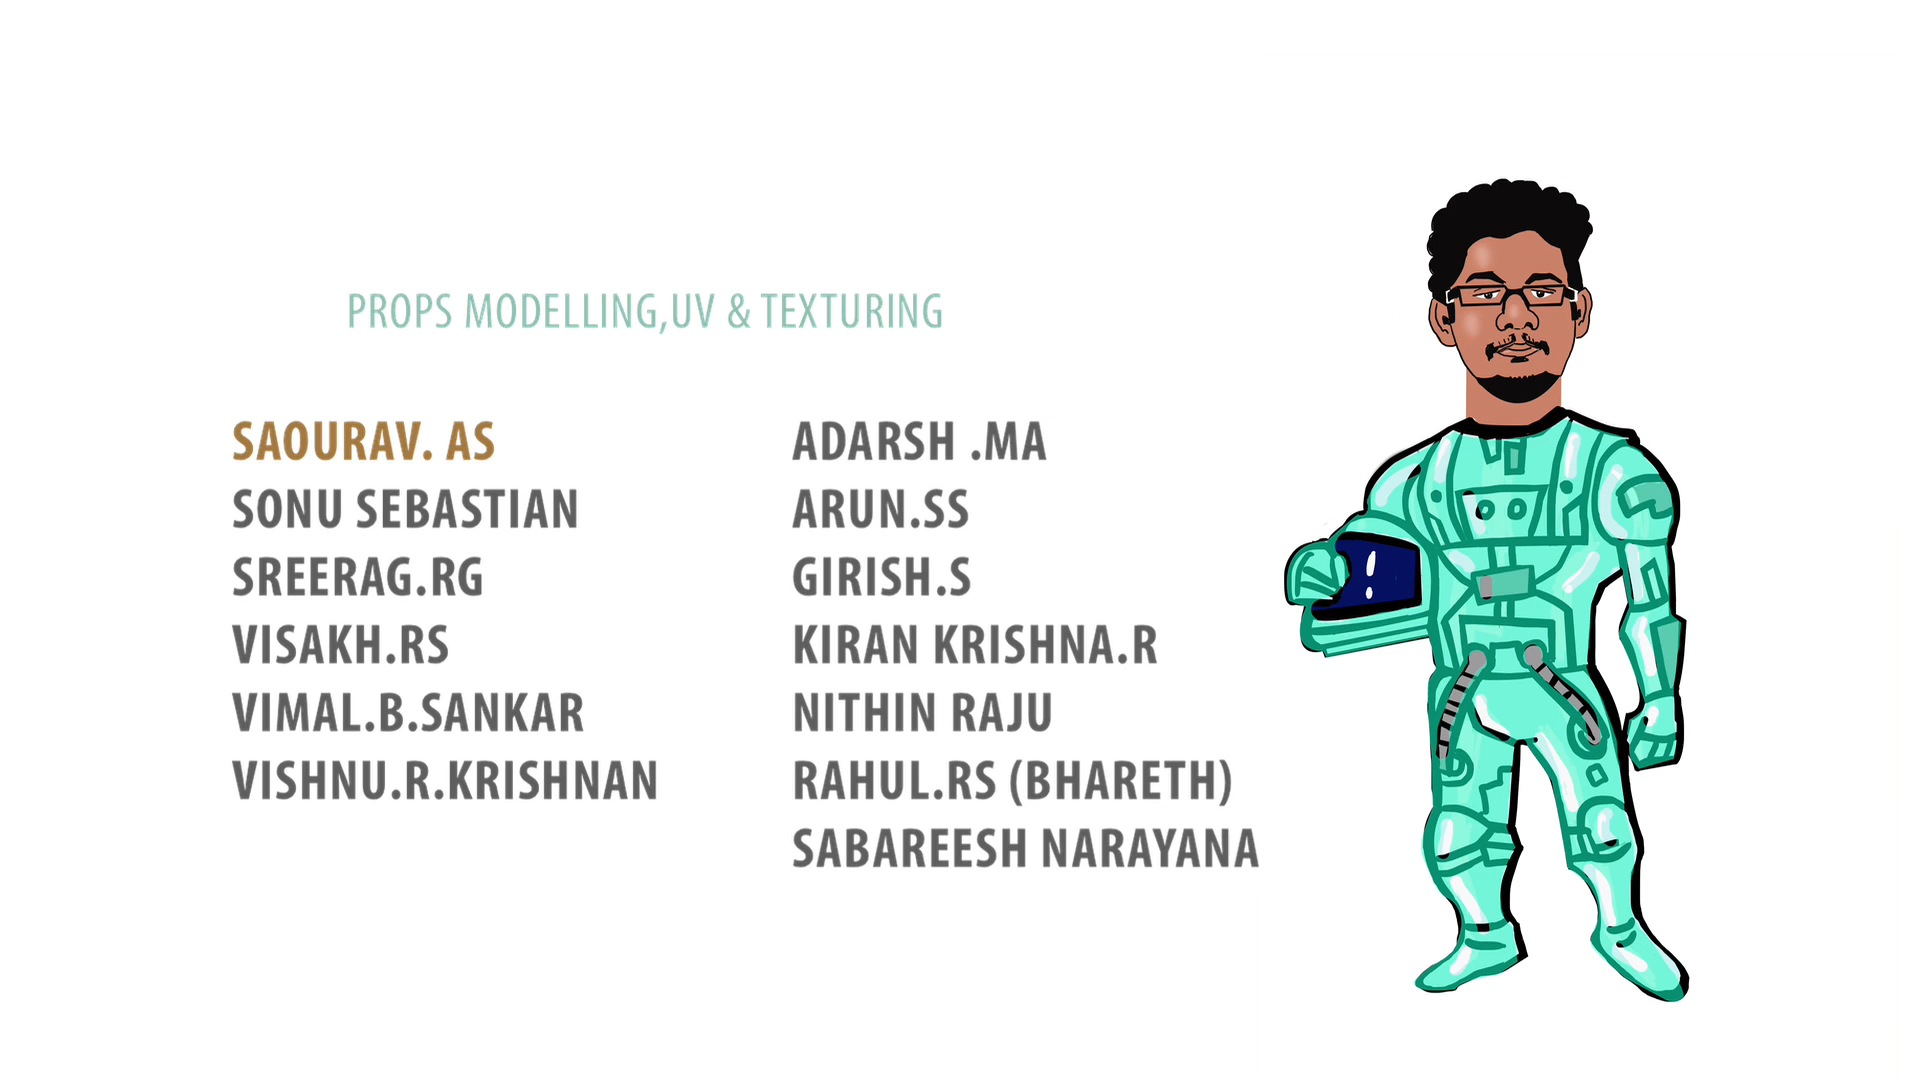 PROPS MODELLING,UV & TEXTURING
SAOURAV. AS
SONU SEBASTIAN
SREERAG.RG
VISAKH.RS
VIMAL.B.SANKAR
VISHNU.R.KRISHNAN
ADARSH .MA
ARUN.SS
GIRISH.S
KIRAN KRISHNA.R
NITHIN RAJU
RAHUL.RS (BHARETH)
SABAREESH NARAYANA